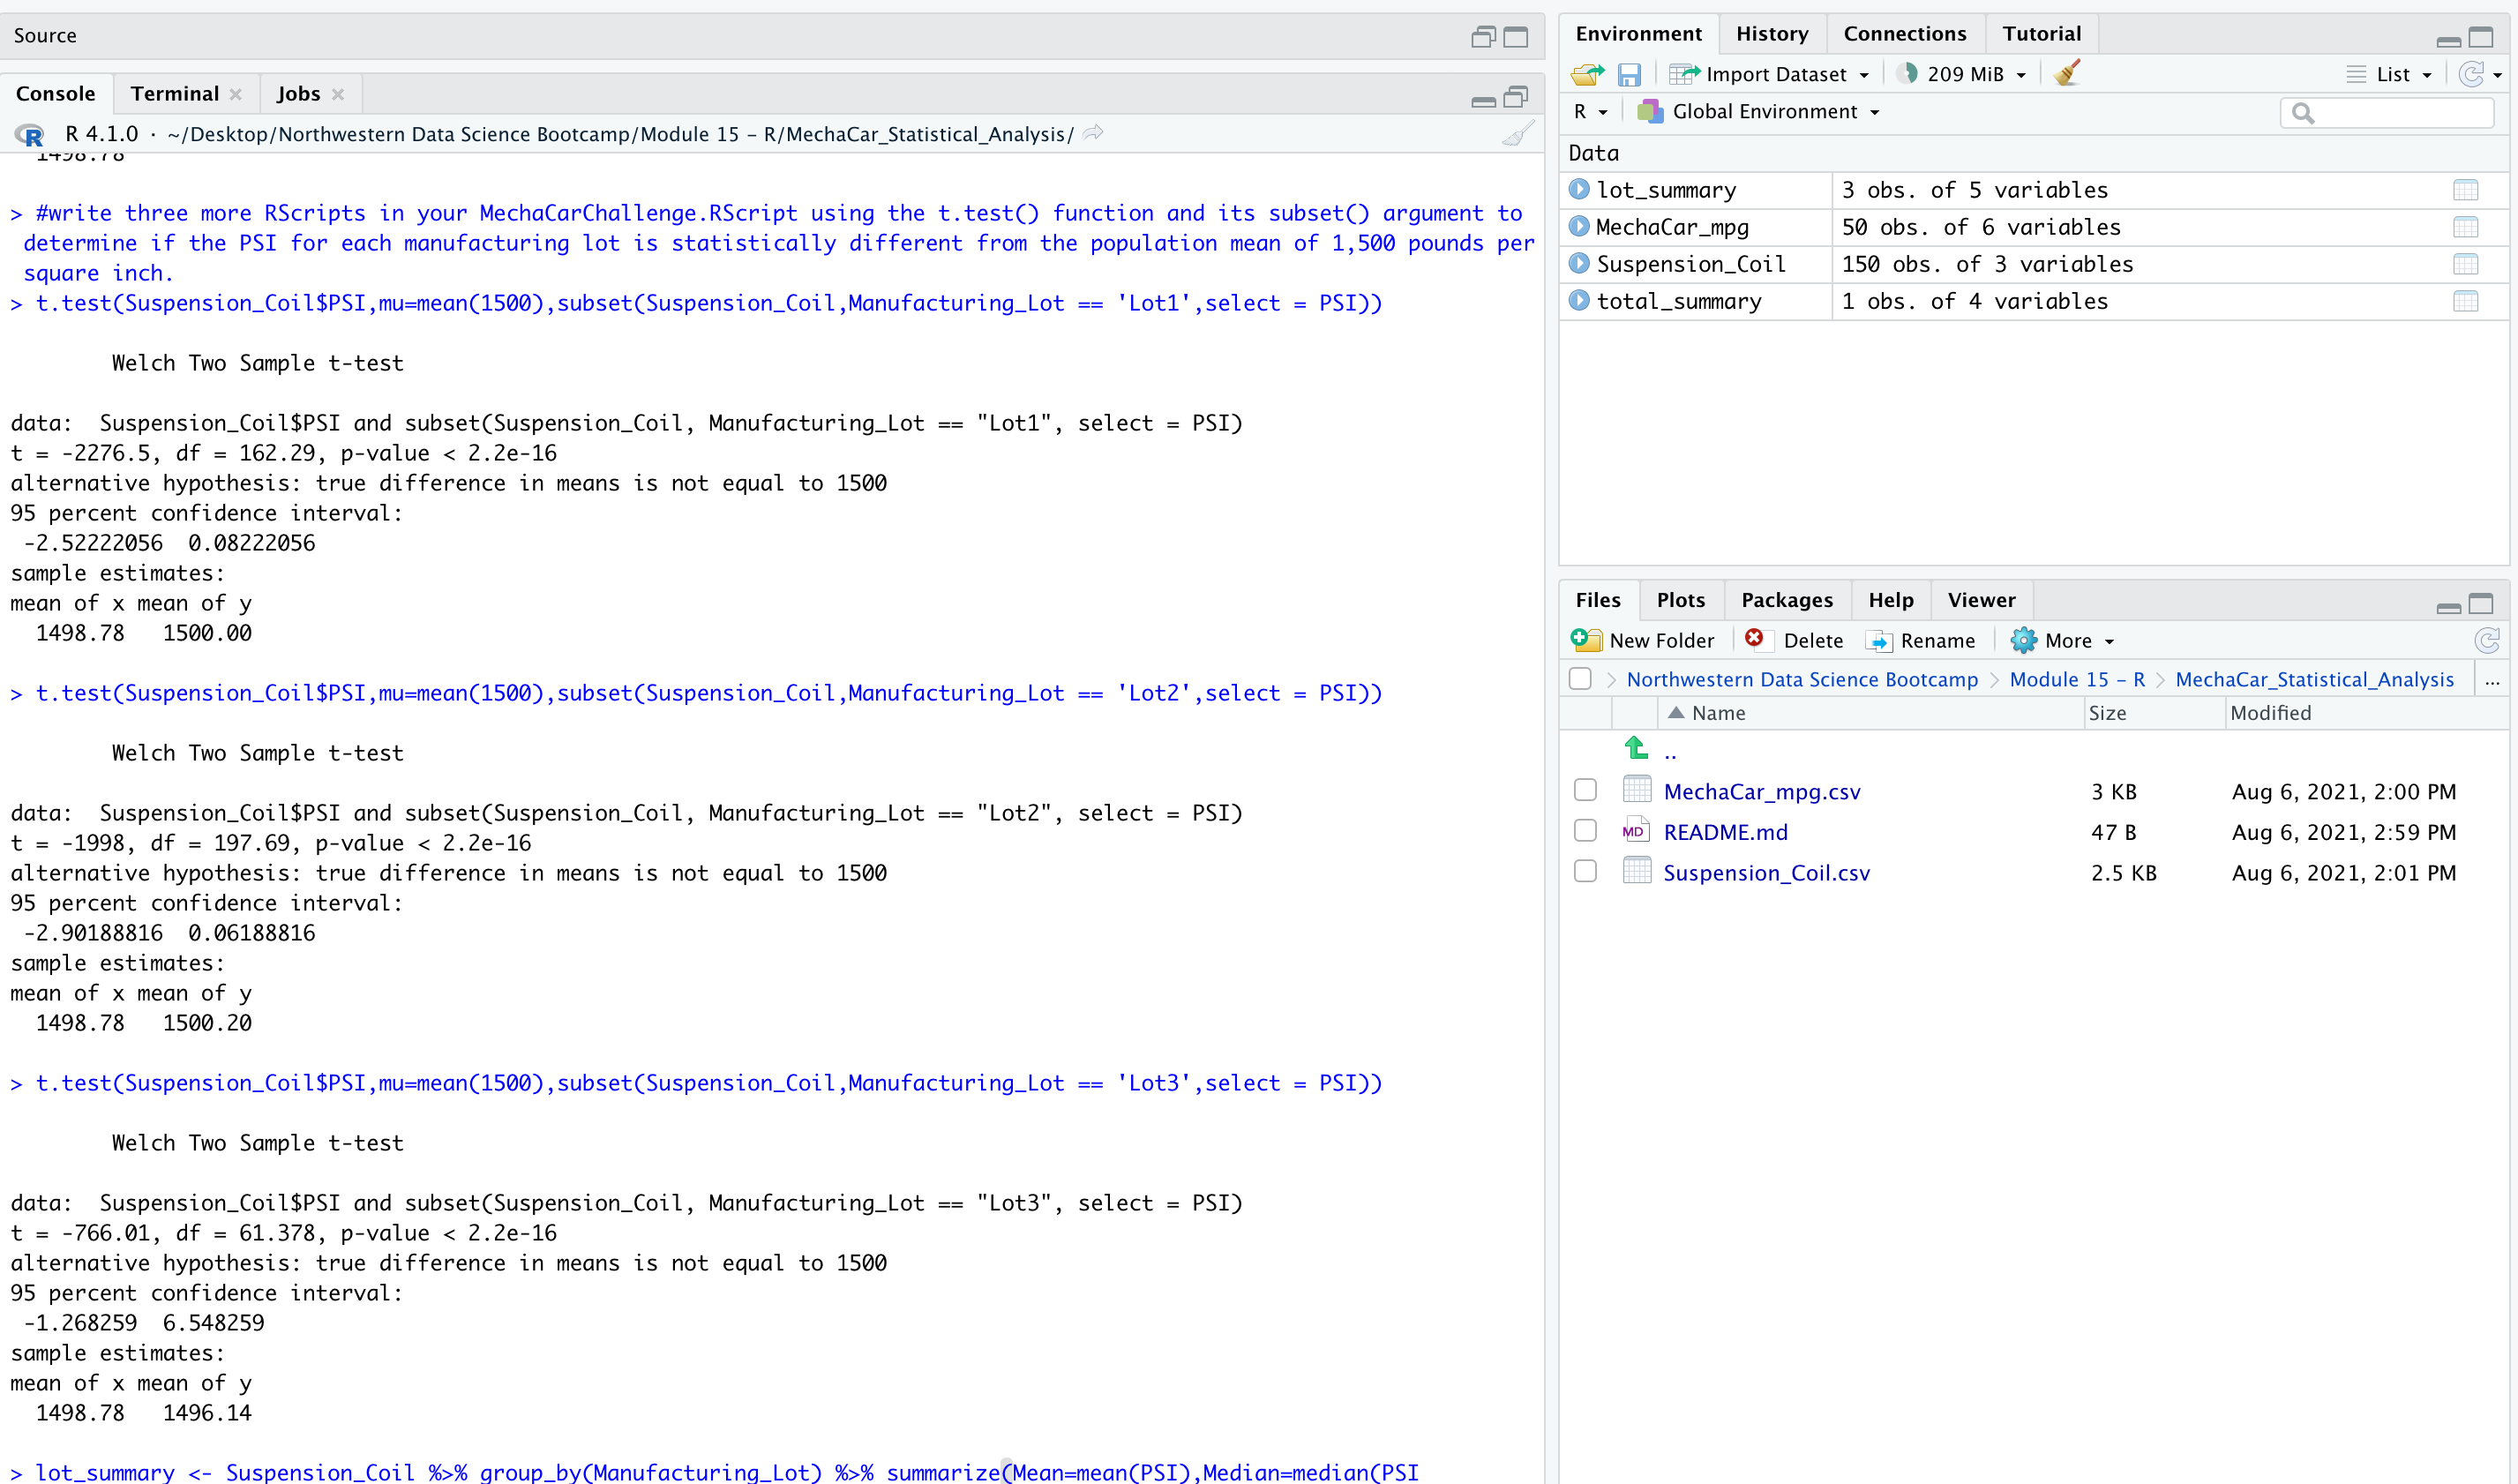 Source
Console Terminal Jobs
R 4.1.0 · ~/Desktop/Northwestern Data Science Bootcamp/Module 15 – R/MechaCar_Statistical_Analysis/
1498.78
> #write three more RScripts in your MechaCarChallenge.RScript using the t.test() function and its subset() argument to
determine if the PSI for each manufacturing lot is statistically different from the population mean of 1,500 pounds per
square inch.
> t.test(Suspension_Coil$PSI,mu=mean(1500),subset(Suspension_Coil,Manufacturing_Lot == 'Lot1',select = PSI))
Welch Two Sample t-test
data:  Suspension_Coil$PSI and subset(Suspension_Coil, Manufacturing_Lot == "Lot1", select = PSI)
t = -2276.5, df = 162.29, p-value < 2.2e-16
alternative hypothesis: true difference in means is not equal to 1500
95 percent confidence interval:
-2.52222056  0.08222056
sample estimates:
mean of x mean of y
1498.78   1500.00
> t.test(Suspension_Coil$PSI,mu=mean(1500),subset(Suspension_Coil,Manufacturing_Lot == 'Lot2',select = PSI))
Welch Two Sample t-test
data:  Suspension_Coil$PSI and subset(Suspension_Coil, Manufacturing_Lot == "Lot2", select = PSI)
t = -1998, df = 197.69, p-value < 2.2e-16
alternative hypothesis: true difference in means is not equal to 1500
95 percent confidence interval:
-2.90188816  0.06188816
sample estimates:
mean of x mean of y
1498.78   1500.20
> t.test(Suspension_Coil$PSI,mu=mean(1500),subset(Suspension_Coil,Manufacturing_Lot == 'Lot3',select = PSI))
Welch Two Sample t-test
data:  Suspension_Coil$PSI and subset(Suspension_Coil, Manufacturing_Lot == "Lot3", select = PSI)
t = -766.01, df = 61.378, p-value < 2.2e-16
alternative hypothesis: true difference in means is not equal to 1500
95 percent confidence interval:
-1.268259  6.548259
sample estimates:
mean of x mean of y
1498.78   1496.14
> lot_summary <- Suspension_Coil %>% group_by(Manufacturing_Lot) %>% summarize(Mean=mean(PSI),Median=median(PSI
Environment History Connections Tutorial
Import Dataset 209 MiB List
R Global Environment
Data
lot_summary 3 obs. of 5 variables
MechaCar_mpg 50 obs. of 6 variables
Suspension_Coil 150 obs. of 3 variables
total_summary 1 obs. of 4 variables
Files Plots Packages Help Viewer
New Folder Delete Rename More
Northwestern Data Science Bootcamp > Module 15 – R > MechaCar_Statistical_Analysis ...
Name Size Modified
..
MechaCar_mpg.csv 3 KB Aug 6, 2021, 2:00 PM
MD README.md 47 B Aug 6, 2021, 2:59 PM
Suspension_Coil.csv 2.5 KB Aug 6, 2021, 2:01 PM